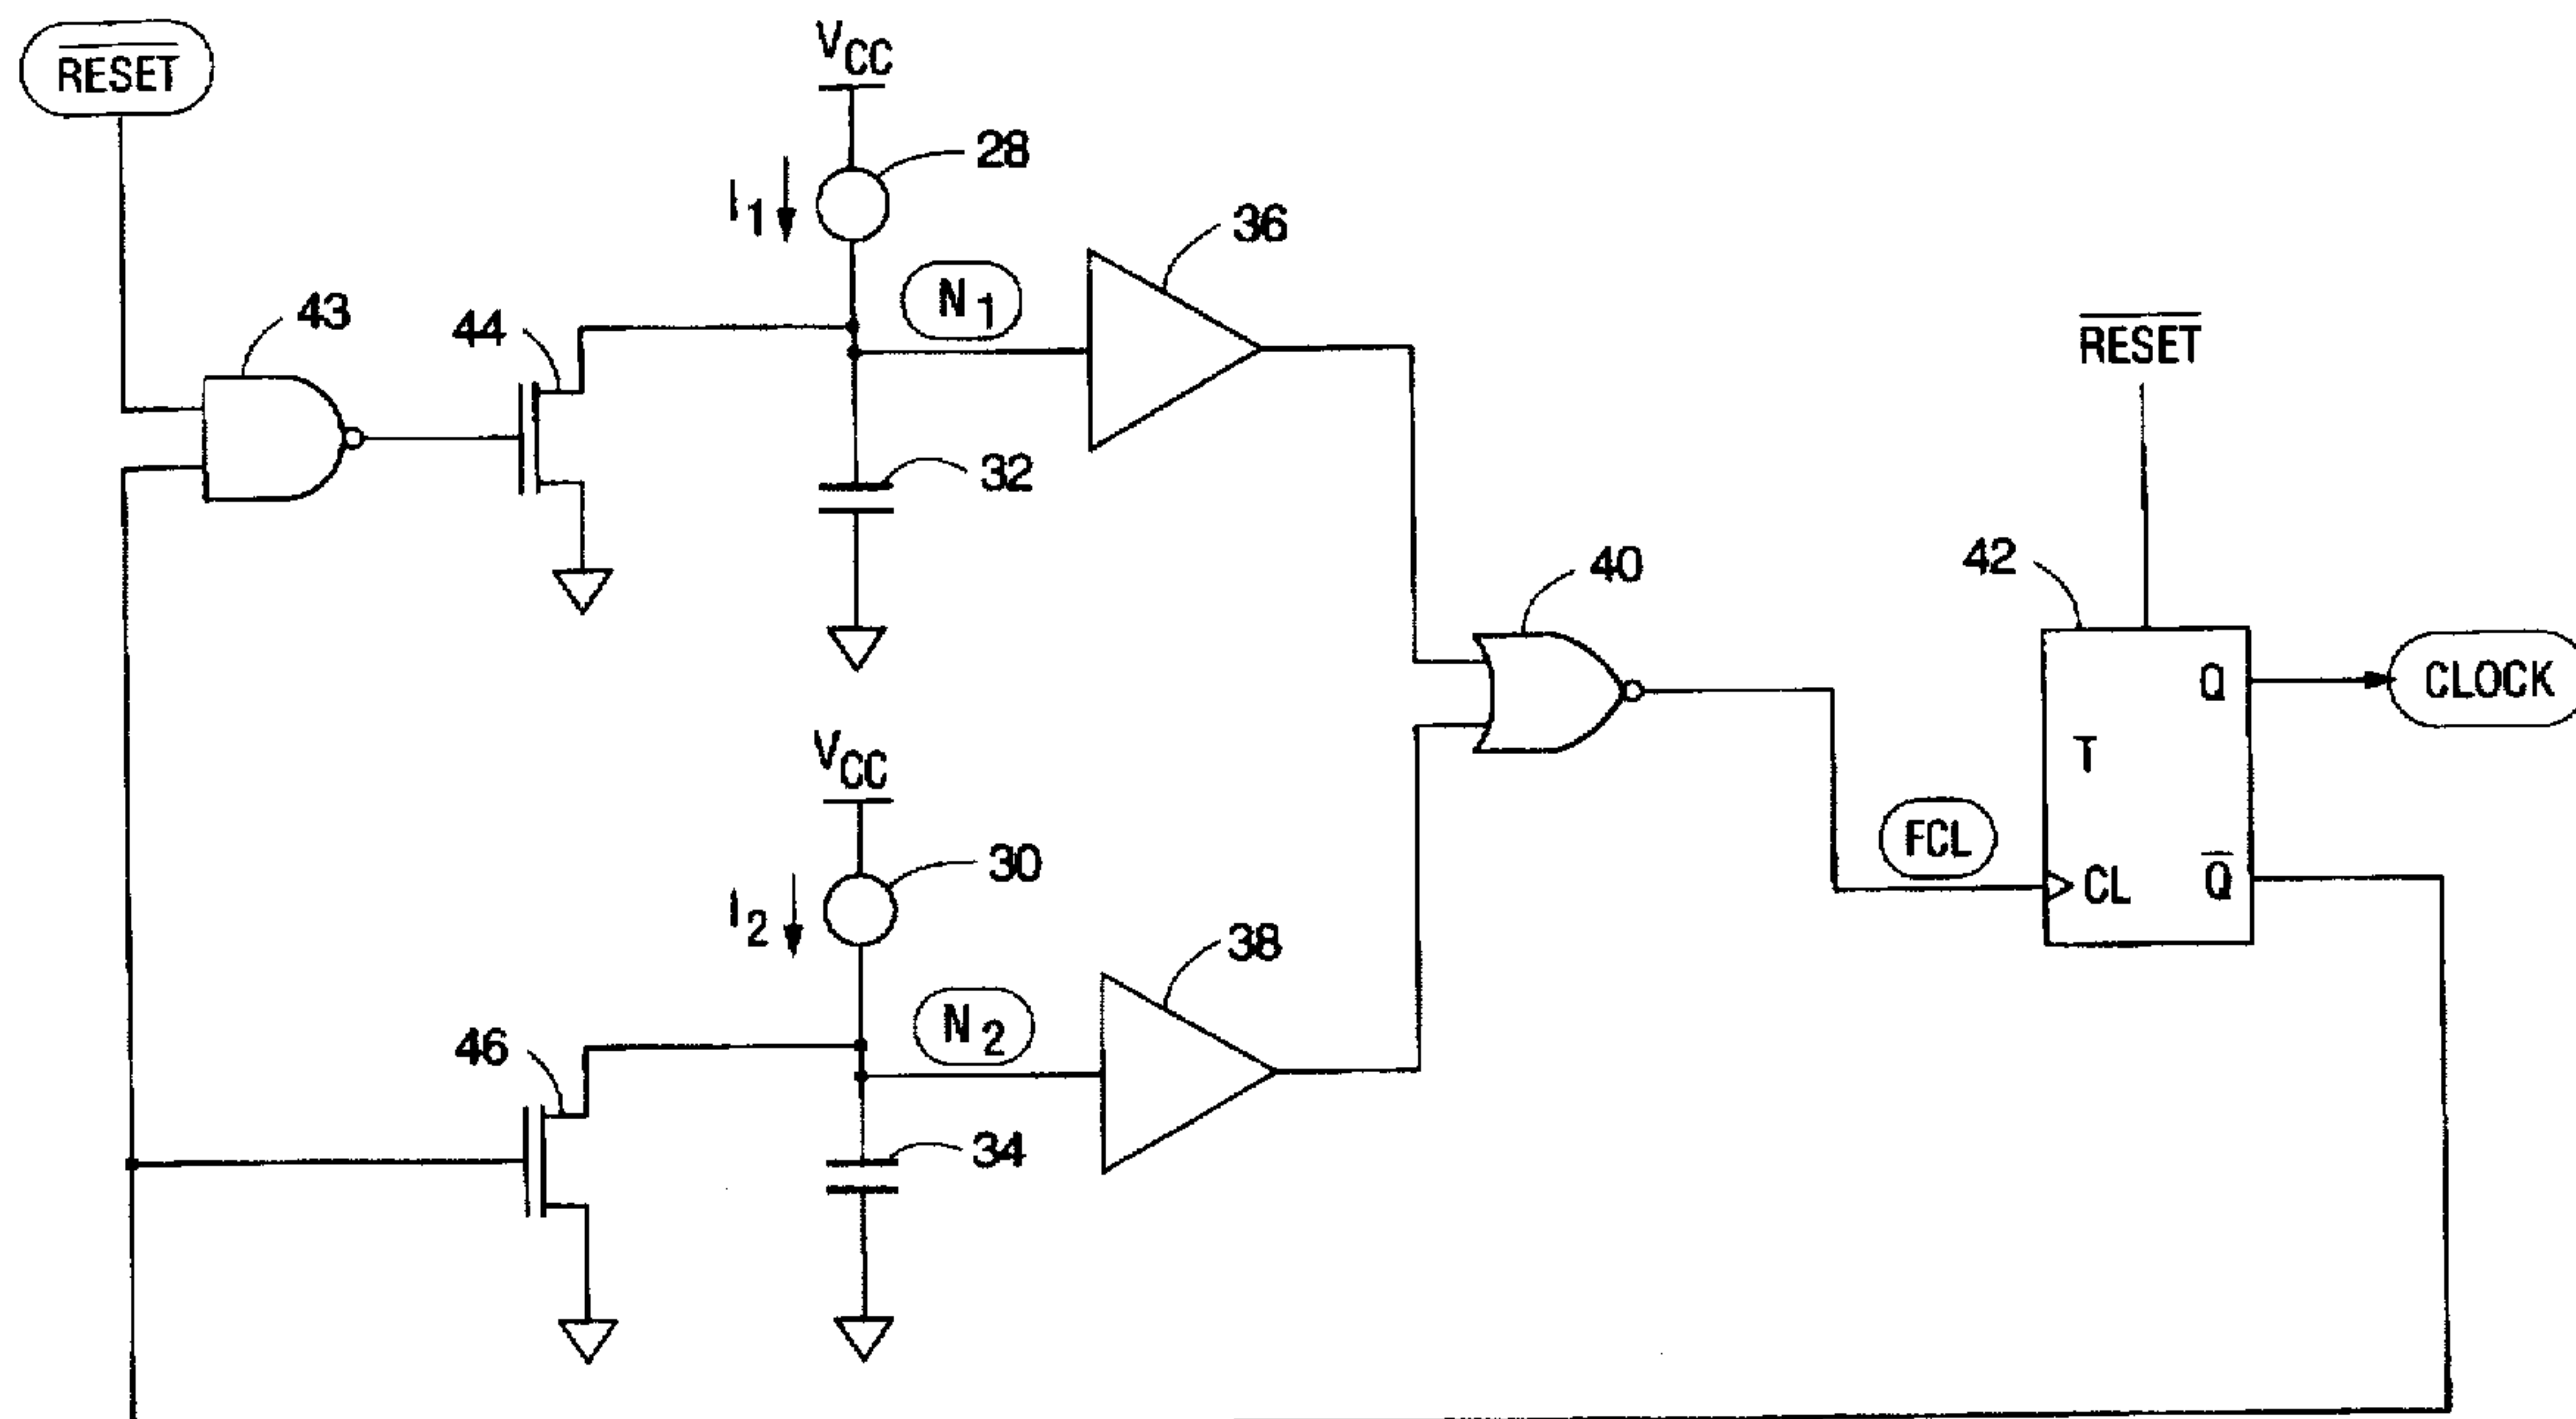 RESET
VCC
28
I1
36
N1
43
44
RESET
32
40
42
Q
CLOCK
T
VCC
FCL
30
CL
Q
I2
38
N2
46
34